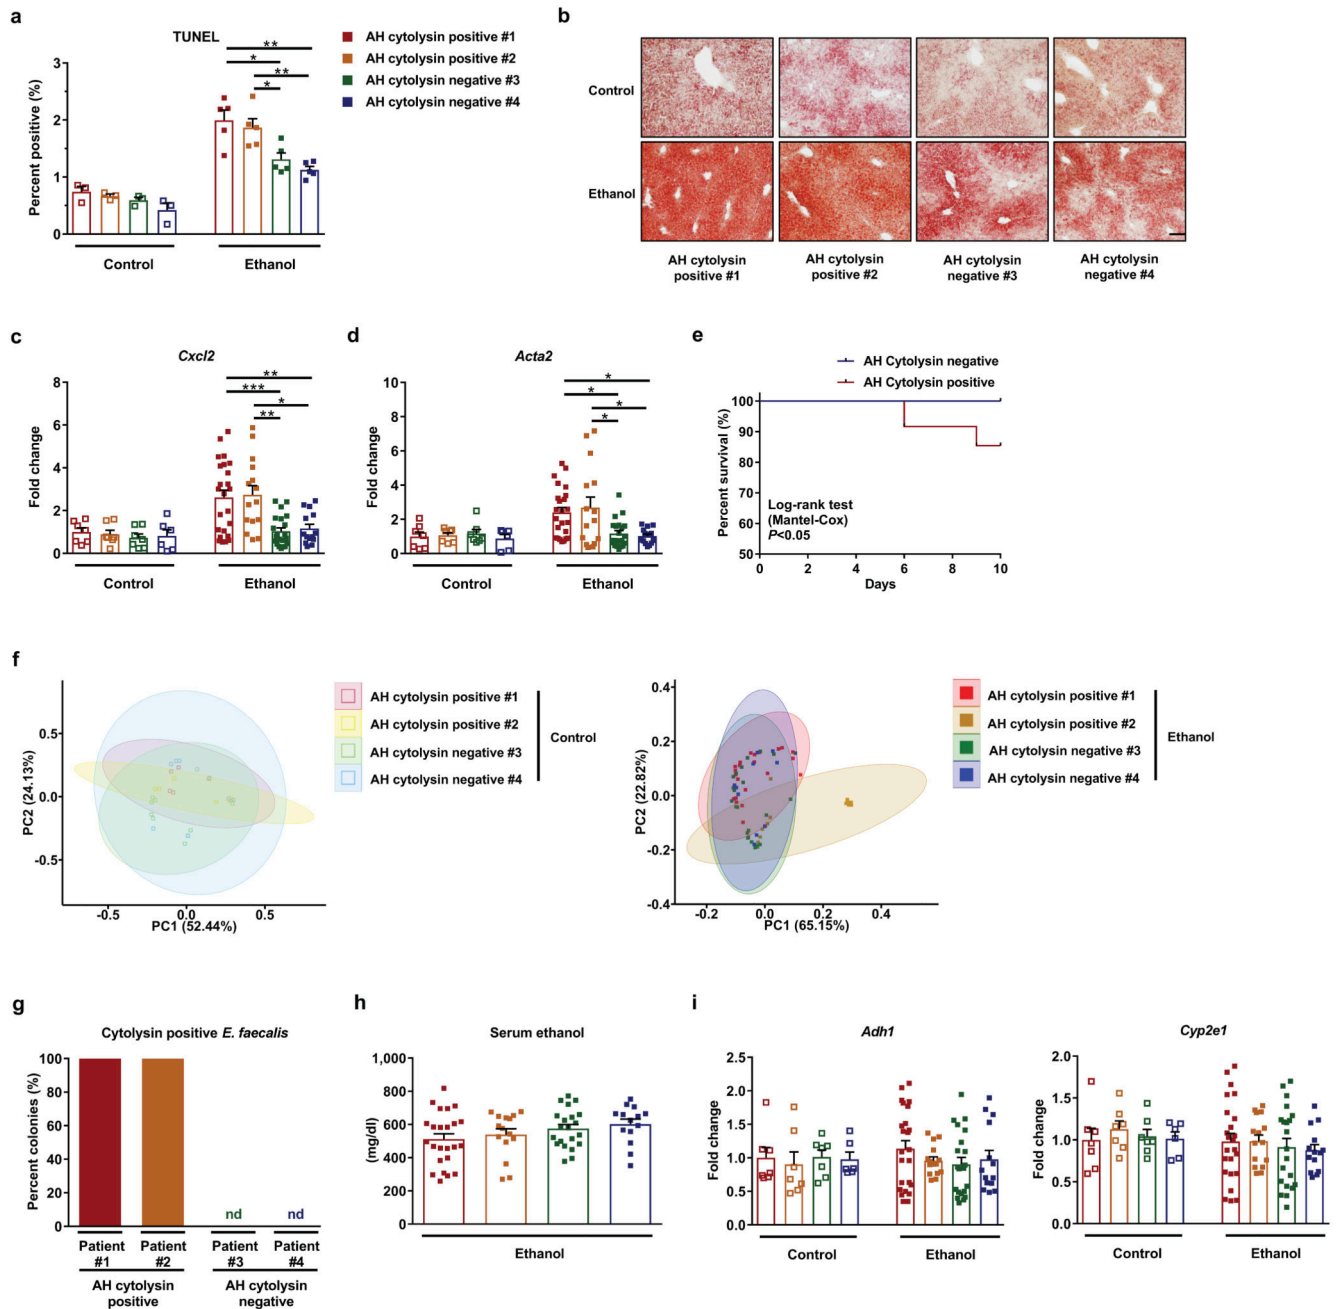 a
TUNEL
Percent positive (%)
3
2
1
0
**
*
**
*
Control
Ethanol
AH cytolysin positive #1
AH cytolysin positive #2
AH cytolysin negative #3
AH cytolysin negative #4
b
Control
Ethanol
AH cytolysin
positive #1
AH cytolysin
positive #2
AH cytolysin
negative #3
AH cytolysin
negative #4
c
Cxcl2
Fold change
8
6
4
2
0
**
***
*
**
Control
Ethanol
d
Acta2
Fold change
10
8
6
4
2
0
*
*
*
*
Control
Ethanol
e
AH Cytolysin negative
AH Cytolysin positive
Percent survival (%)
100
90
80
70
60
50
Log-rank test
(Mantel-Cox)
P<0.05
0 2 4 6 8 10
Days
f
PC2 (24.13%)
0.5
0.0
-0.5
-0.5 0.0 0.5
PC1 (52.44%)
AH cytolysin positive #1
AH cytolysin positive #2
AH cytolysin negative #3
AH cytolysin negative #4
Control
PC2 (22.82%)
0.4
0.2
0.0
-0.2
-0.4
-0.2 0.0 0.2 0.4
PC1 (65.15%)
AH cytolysin positive #1
AH cytolysin positive #2
AH cytolysin negative #3
AH cytolysin negative #4
Ethanol
g
Cytolysin positive E. faecalis
Percent colonies (%)
100
80
60
40
20
0
nd
nd
Patient
#1
Patient
#2
Patient
#3
Patient
#4
AH cytolysin
positive
AH cytolysin
negative
h
Serum ethanol
(mg/dl)
1,000
800
600
400
200
0
Ethanol
i
Adh1
Fold change
2.5
2.0
1.5
1.0
0.5
0.0
Control
Ethanol
Cyp2e1
Fold change
2.0
1.5
1.0
0.5
0.0
Control
Ethanol